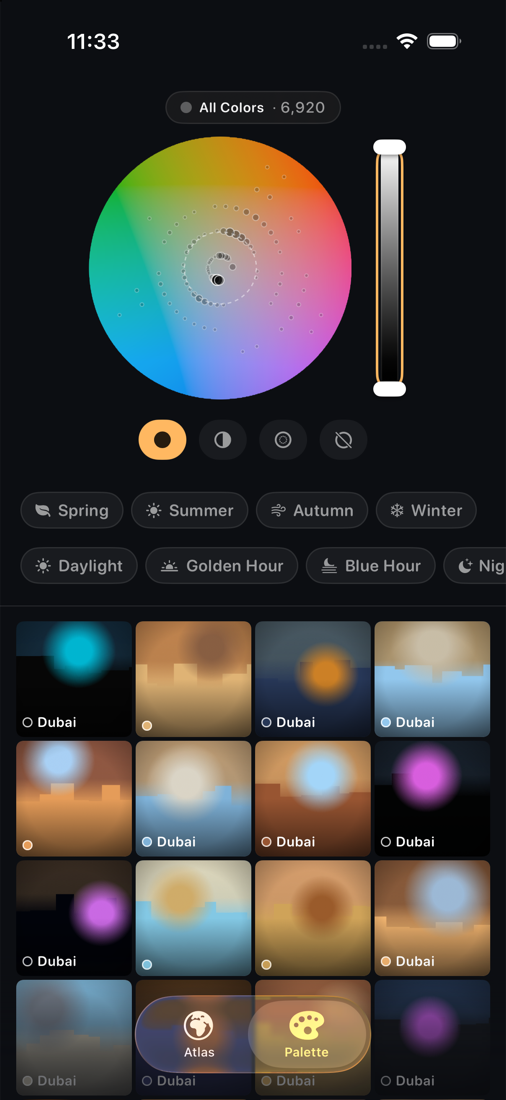 11:33
All Colors · 6,920
Spring Summer Autumn Winter
Daylight Golden Hour Blue Hour Nig
Dubai Dubai Dubai
Dubai Dubai Dubai
Dubai Dubai
Dubai Dubai Dubai Dubai
Atlas Palette